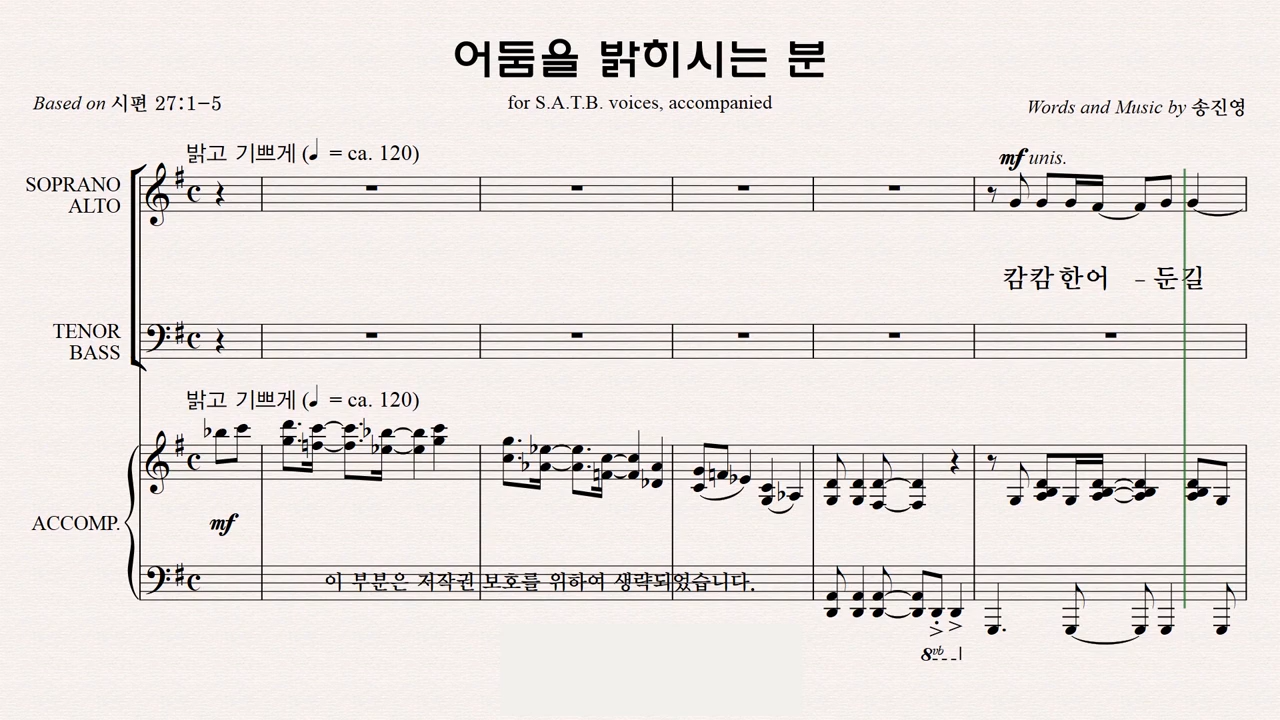 어둠을 밝히시는 분
Based on 시편 27:1-5
for S.A.T.B. voices, accompanied
Words and Music by 송진영
밝고 기쁘게 (♩ = ca. 120)
mf unis.
SOPRANO
ALTO
캄캄한어 - 둔길
TENOR
BASS
밝고 기쁘게 (♩ = ca. 120)
ACCOMP.
mf
이 부분은 저작권 보호를 위하여 생략되었습니다.
8vb